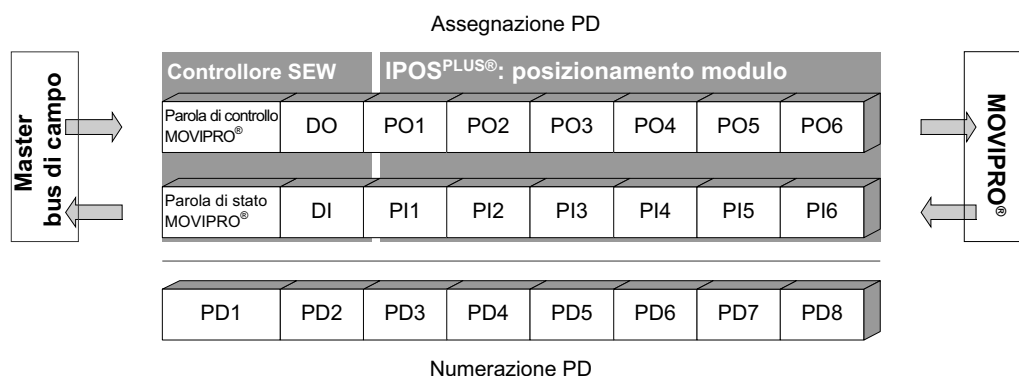 Assegnazione PD
Master
bus di campo
Controllore SEW
IPOS^PLUS®: posizionamento modulo
Parola di controllo
MOVIPRO®
DO
PO1
PO2
PO3
PO4
PO5
PO6
Parola di stato
MOVIPRO®
DI
PI1
PI2
PI3
PI4
PI5
PI6
MOVIPRO®
PD1
PD2
PD3
PD4
PD5
PD6
PD7
PD8
Numerazione PD